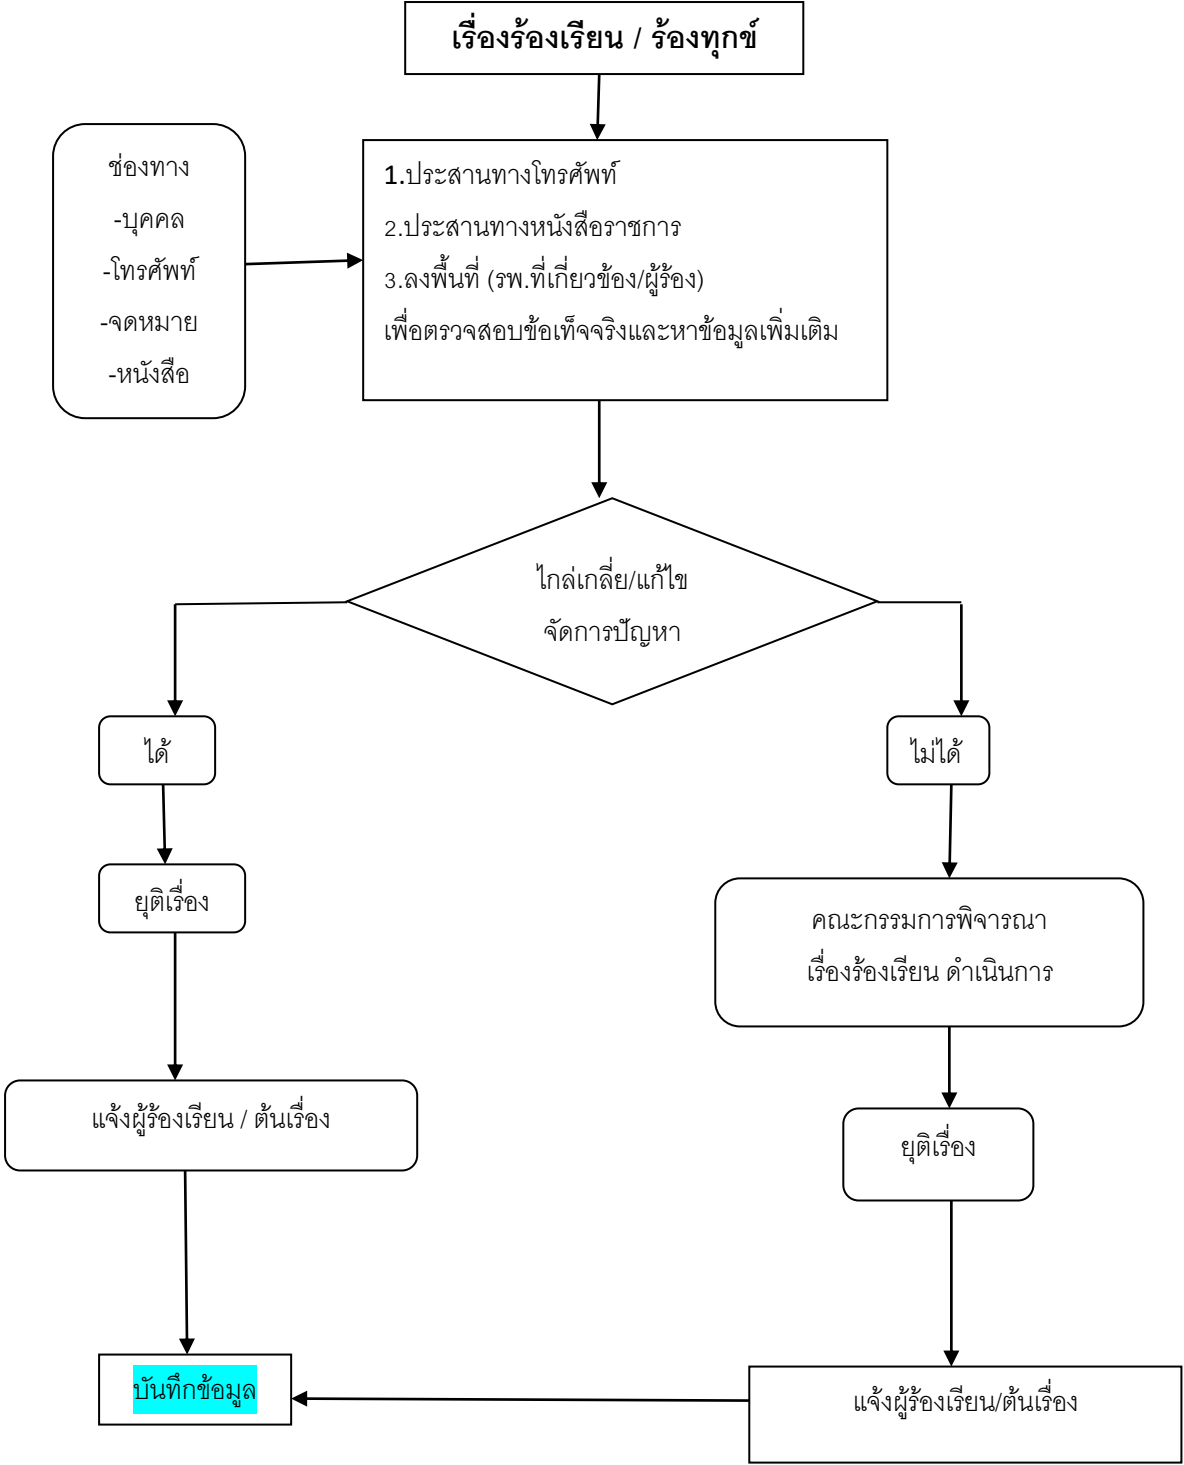 เรื่องร้องเรียน / ร้องทุกข์
ช่องทาง
-บุคคล
-โทรศัพท์
-จดหมาย
-หนังสือ
1.ประสานทางโทรศัพท์
2.ประสานทางหนังสือราชการ
3.ลงพื้นที่ (รพ.ที่เกี่ยวข้อง/ผู้ร้อง)
เพื่อตรวจสอบข้อเท็จจริงและหาข้อมูลเพิ่มเติม
ไกล่เกลี่ย/แก้ไข
จัดการปัญหา
ได้
ไม่ได้
ยุติเรื่อง
คณะกรรมการพิจารณา
เรื่องร้องเรียน ดำเนินการ
แจ้งผู้ร้องเรียน / ต้นเรื่อง
ยุติเรื่อง
บันทึกข้อมูล
แจ้งผู้ร้องเรียน/ต้นเรื่อง